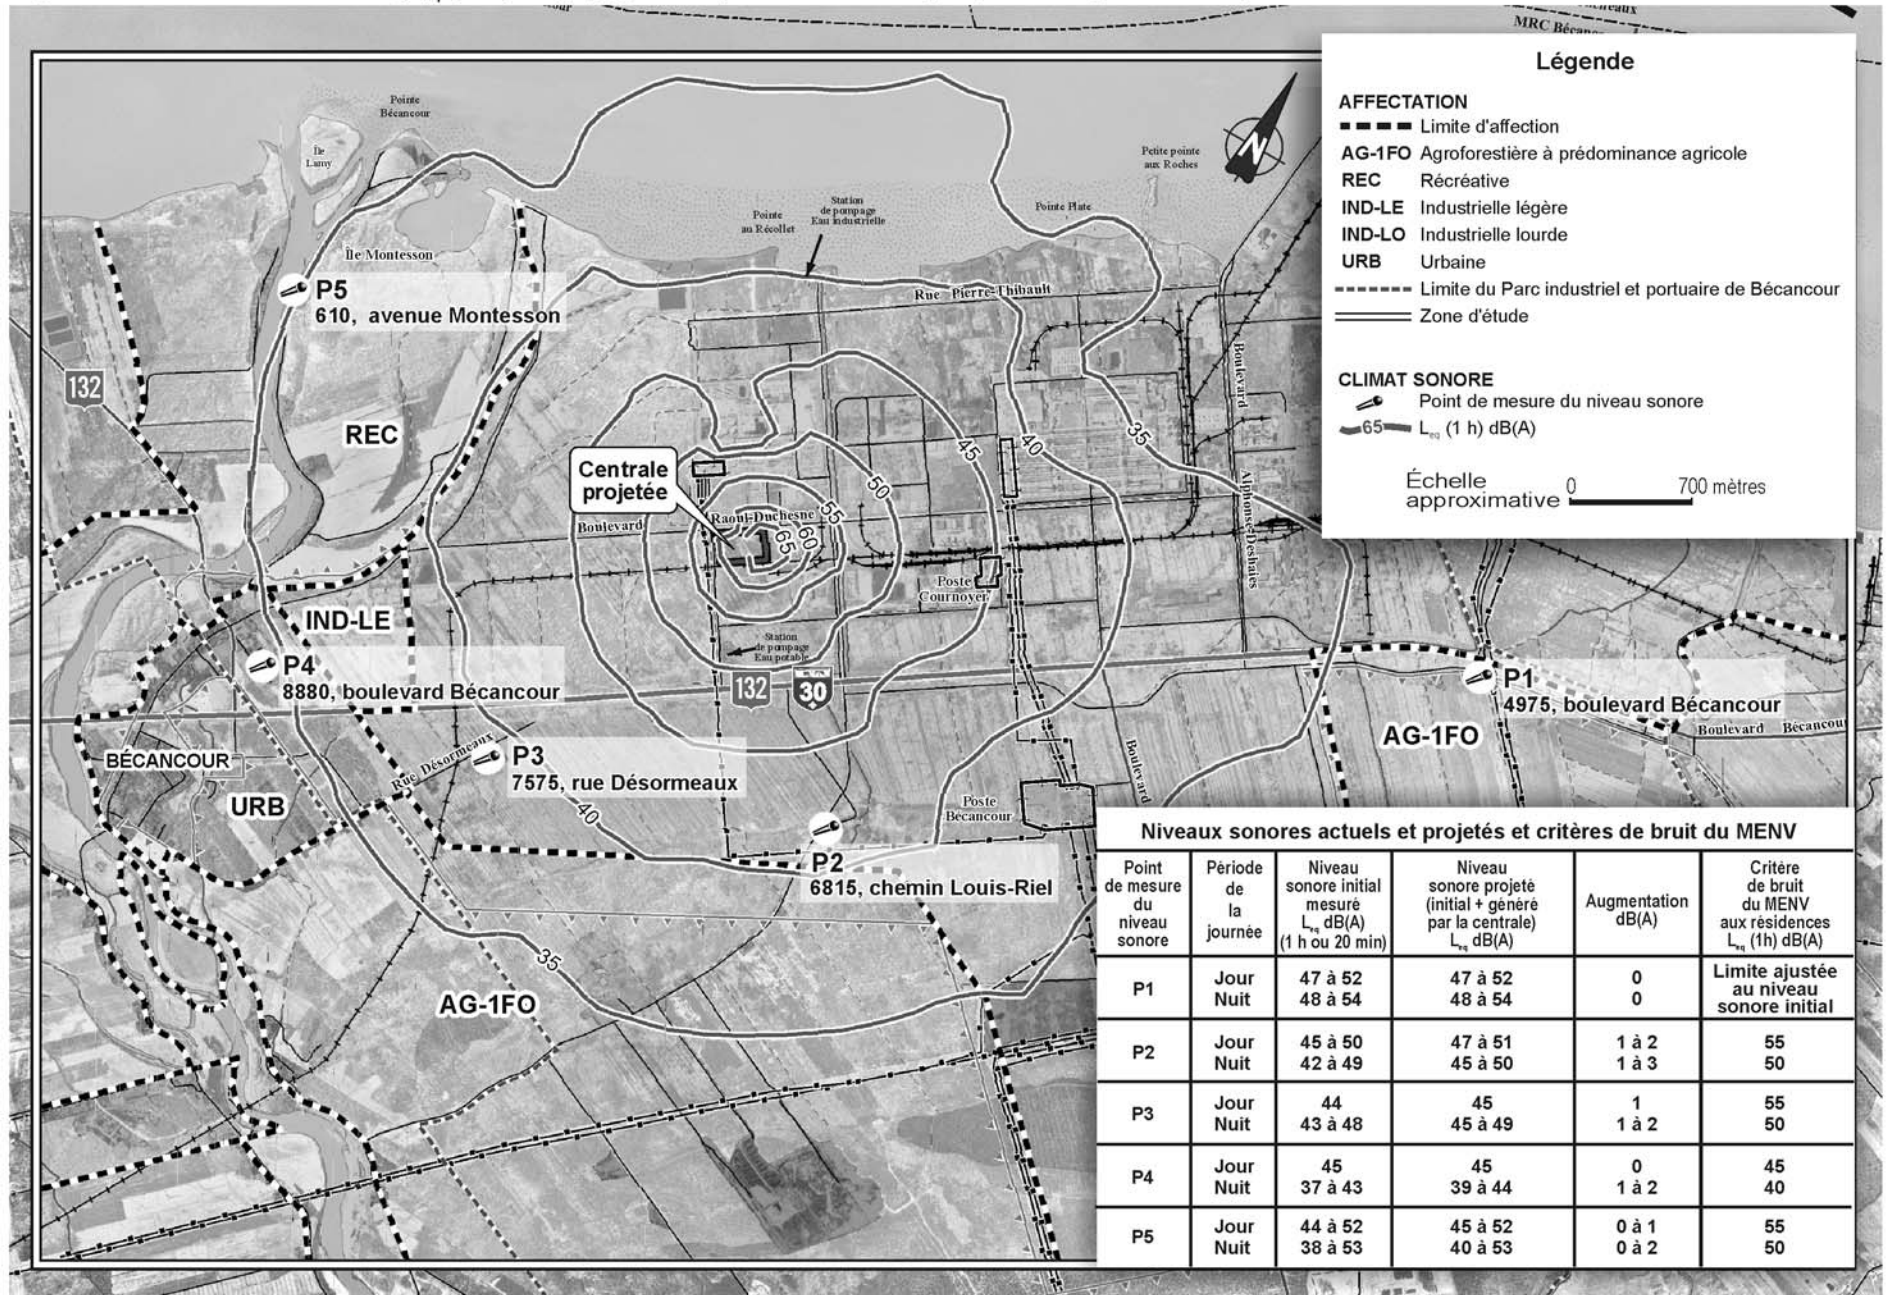 MRC Bécanc
Légende
AFFECTATION
Limite d'affection
AG-1FO Agroforestière à prédominance agricole
REC Récréative
IND-LE Industrielle légère
IND-LO Industrielle lourde
URB Urbaine
Limite du Parc industriel et portuaire de Bécancour
Zone d'étude
CLIMAT SONORE
Point de mesure du niveau sonore
65 Leq (1 h) dB(A)
Échelle
approximative 0 700 mètres
N
Pointe
Bécancour
Île
Lamy
Petite pointe
aux Roches
Pointe Plate
Station
de pompage
Eau industrielle
Pointe
au Récollet
Île Montesson
P5
610, avenue Montesson
Rue Pierre-Thibault
132
REC
Boulevard
Alphonse-Deshaies
35
40
45
50
55
60
65
Centrale
projetée
Boulevard Raoul-Duchesne
Poste
Cournoyer
IND-LE
Station
de pompage
Eau potable
P4
8880, boulevard Bécancour
132
30
P1
4975, boulevard Bécancour
AG-1FO
Boulevard Bécancour
BÉCANCOUR
URB
Rue Désormeaux
P3
7575, rue Désormeaux
40
Boulevard
Poste
Bécancour
P2
6815, chemin Louis-Riel
35
AG-1FO
Niveaux sonores actuels et projetés et critères de bruit du MENV
Point
de mesure
du
niveau
sonore
Période
de
la
journée
Niveau
sonore initial
mesuré
Leq dB(A)
(1 h ou 20 min)
Niveau
sonore projeté
(initial + généré
par la centrale)
Leq dB(A)
Augmentation
dB(A)
Critère
de bruit
du MENV
aux résidences
Leq (1h) dB(A)
P1
Jour 47 à 52 47 à 52 0
Nuit 48 à 54 48 à 54 0
Limite ajustée
au niveau
sonore initial
P2
Jour 45 à 50 47 à 51 1 à 2 55
Nuit 42 à 49 45 à 50 1 à 3 50
P3
Jour 44 45 1 55
Nuit 43 à 48 45 à 49 1 à 2 50
P4
Jour 45 45 0 45
Nuit 37 à 43 39 à 44 1 à 2 40
P5
Jour 44 à 52 45 à 52 0 à 1 55
Nuit 38 à 53 40 à 53 0 à 2 50